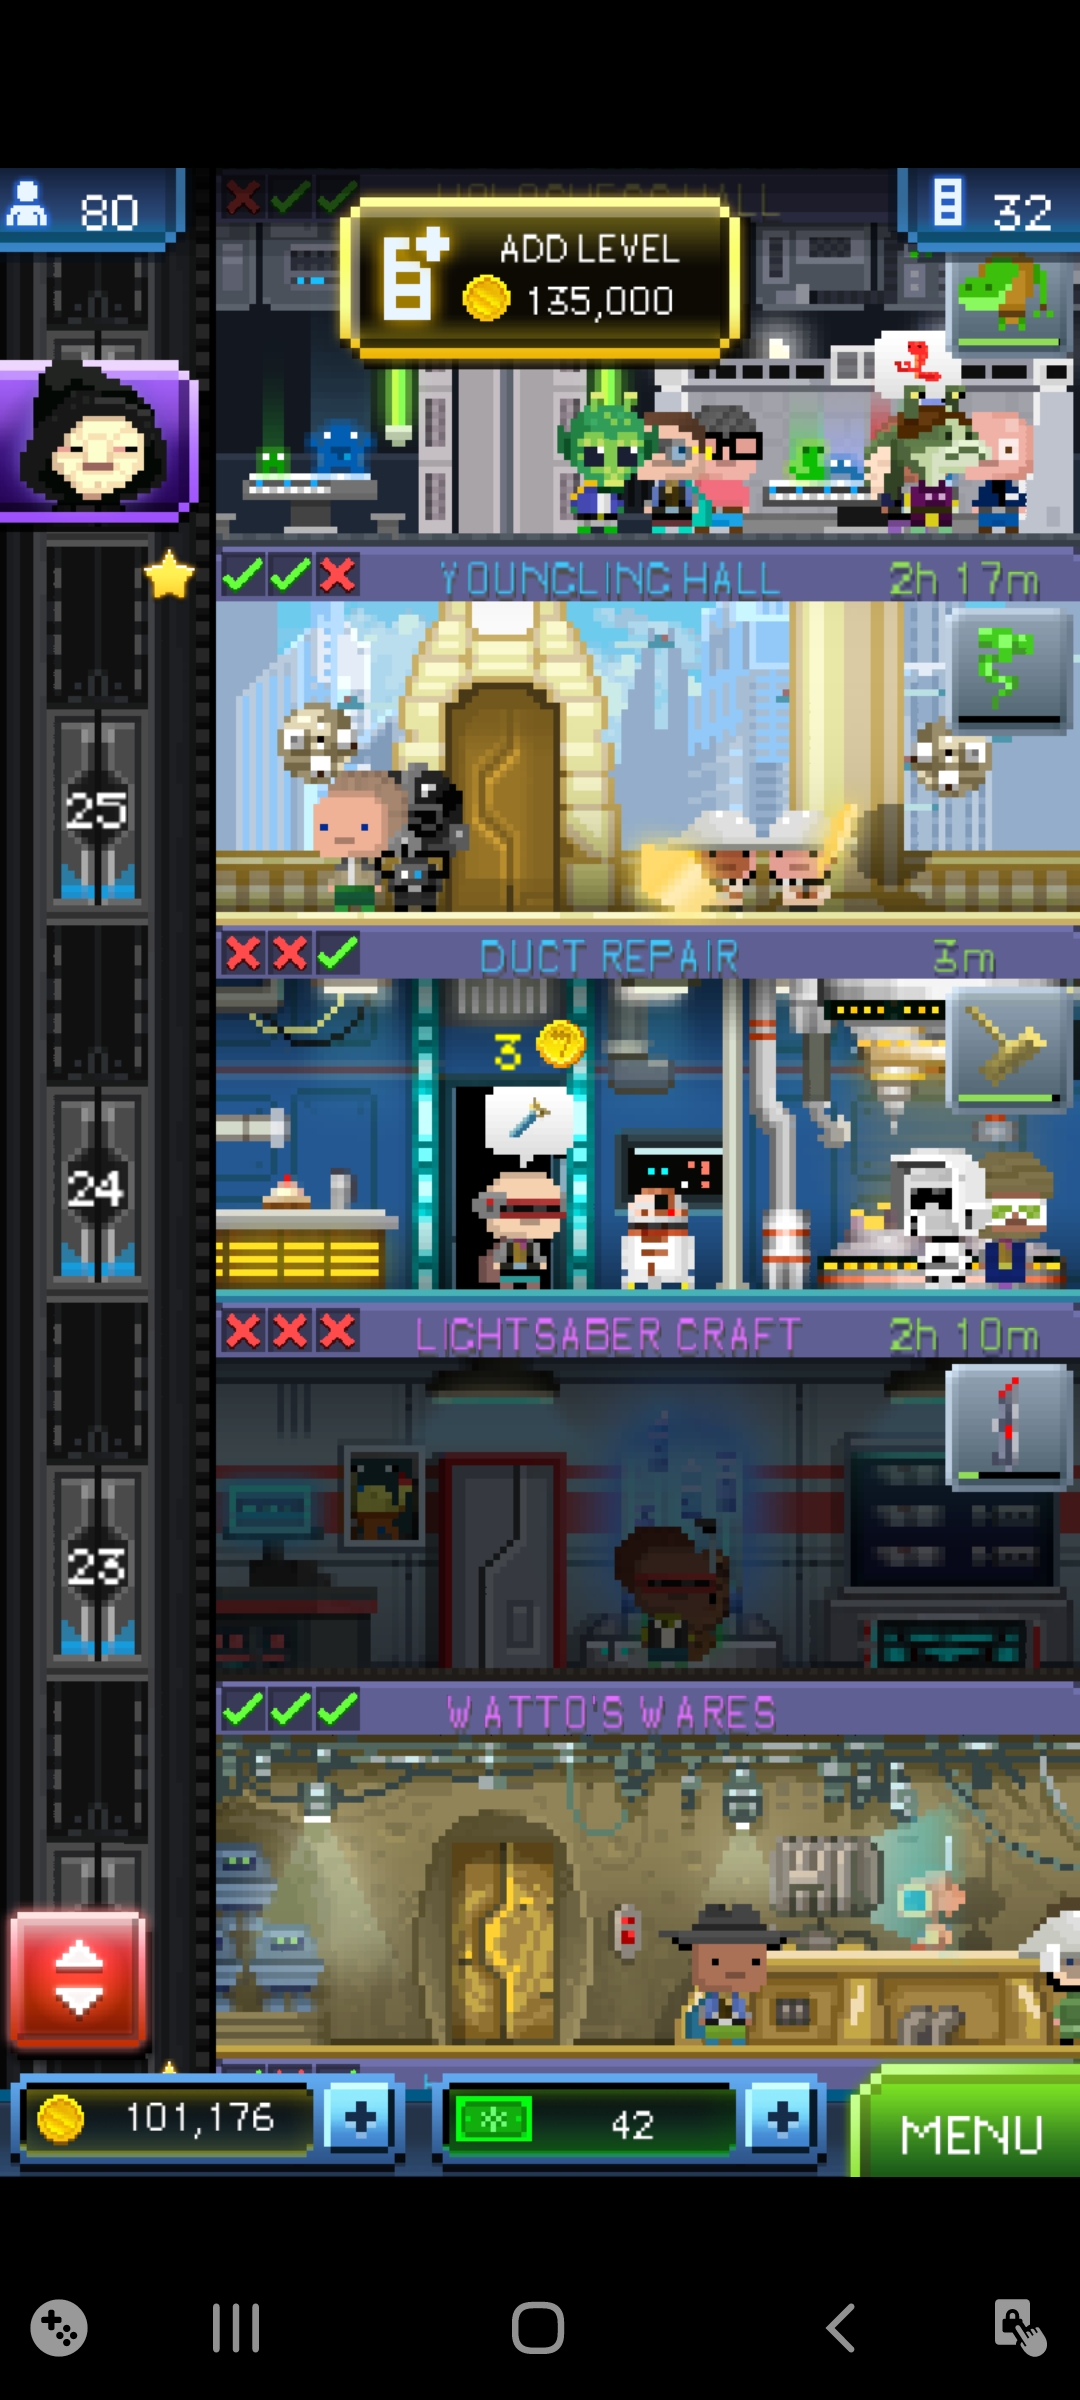 80
32
ADD LEVEL
135,000
YOUNGLING HALL 2h 17m
25
DUCT REPAIR 3m
3
24
LIGHTSABER CRAFT 2h 10m
23
WATTO'S WARES
101,176
42
MENU